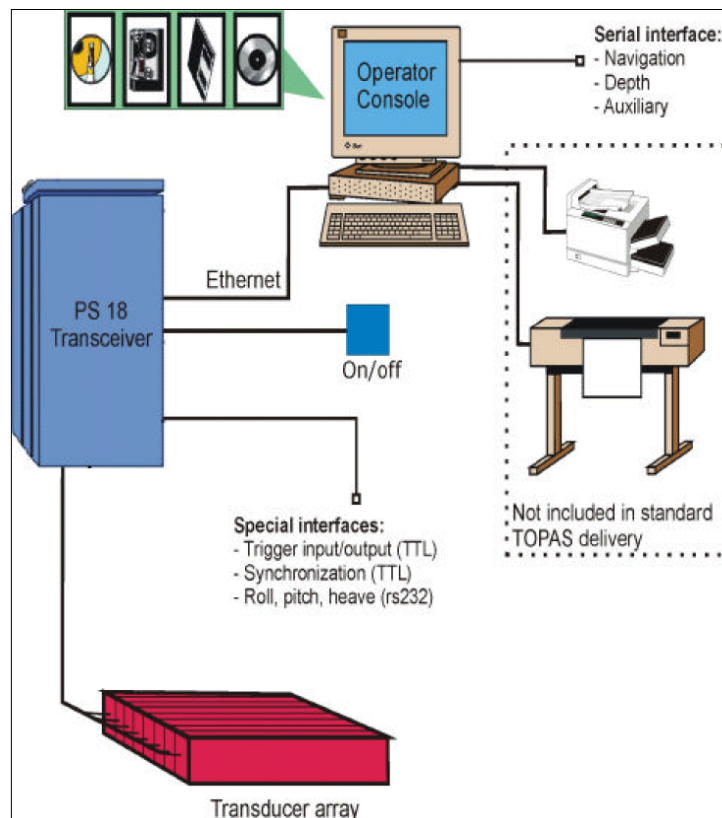 Operator
Console
Serial interface:
- Navigation
- Depth
- Auxiliary
Ethernet
PS 18
Transceiver
On/off
Special interfaces:
- Trigger input/output (TTL)
- Synchronization (TTL)
- Roll, pitch, heave (rs232)
Not included in standard
TOPAS delivery
Transducer array